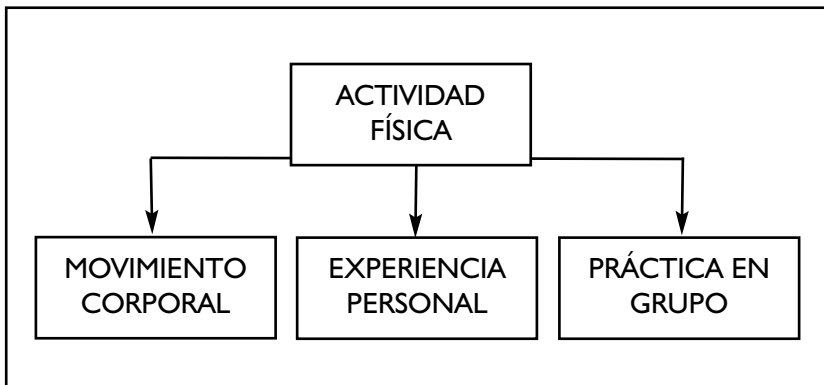 ACTIVIDAD
FÍSICA
MOVIMIENTO
CORPORAL
EXPERIENCIA
PERSONAL
PRÁCTICA EN
GRUPO